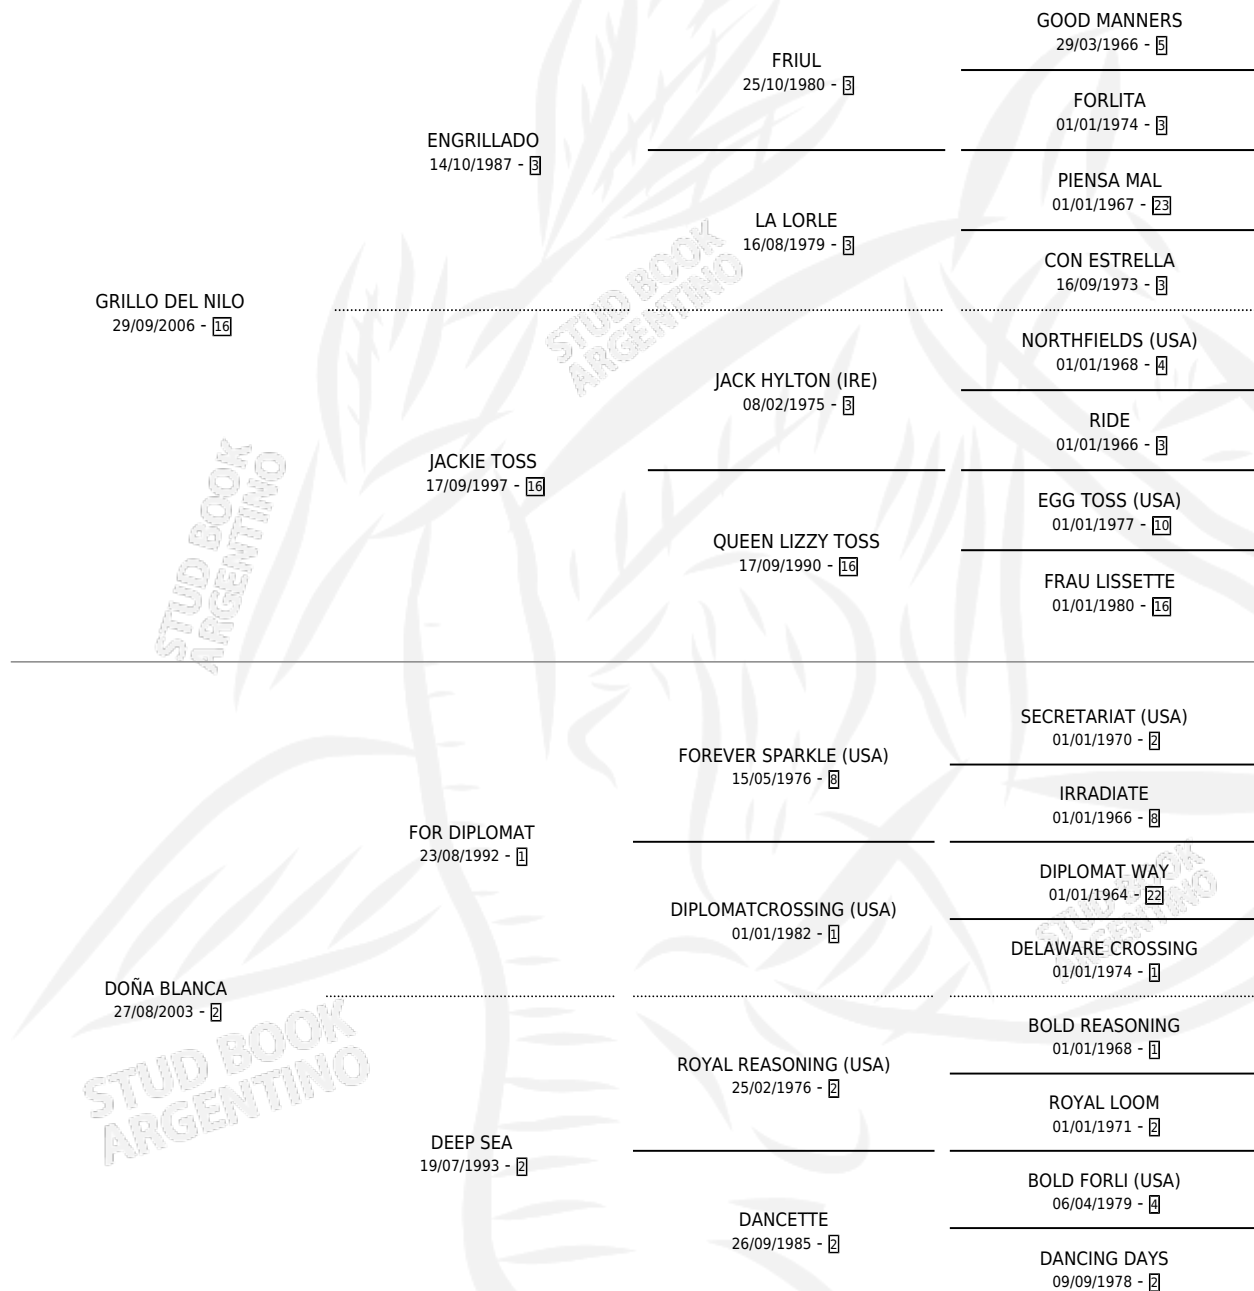 GOOD MANNERS
29/03/1966 - 5
FRIUL
25/10/1980 - 3
FORLITA
01/01/1974 - 3
ENGRILLADO
14/10/1987 - 3
PIENSA MAL
01/01/1967 - 23
LA LORLE
16/08/1979 - 3
CON ESTRELLA
16/09/1973 - 3
GRILLO DEL NILO
29/09/2006 - 16
STUD BOOK
ARGENTINO
NORTHFIELDS (USA)
01/01/1968 - 4
JACK HYLTON (IRE)
08/02/1975 - 3
RIDE
01/01/1966 - 3
JACKIE TOSS
17/09/1997 - 16
EGG TOSS (USA)
01/01/1977 - 10
QUEEN LIZZY TOSS
17/09/1990 - 16
FRAU LISSETTE
01/01/1980 - 16
STUD BOOK
ARGENTINO
SECRETARIAT (USA)
01/01/1970 - 2
FOREVER SPARKLE (USA)
15/05/1976 - 8
IRRADIATE
01/01/1966 - 8
FOR DIPLOMAT
23/08/1992 - 1
DIPLOMAT WAY
01/01/1964 - 22
STUD BOOK
ARGENTINO
DIPLOMATCROSSING (USA)
01/01/1982 - 1
DELAWARE CROSSING
01/01/1974 - 1
DOÑA BLANCA
27/08/2003 - 2
STUD BOOK
ARGENTINO
BOLD REASONING
01/01/1968 - 1
ROYAL REASONING (USA)
25/02/1976 - 2
ROYAL LOOM
01/01/1971 - 2
DEEP SEA
19/07/1993 - 2
BOLD FORLI (USA)
06/04/1979 - 4
DANCETTE
26/09/1985 - 2
DANCING DAYS
09/09/1978 - 2